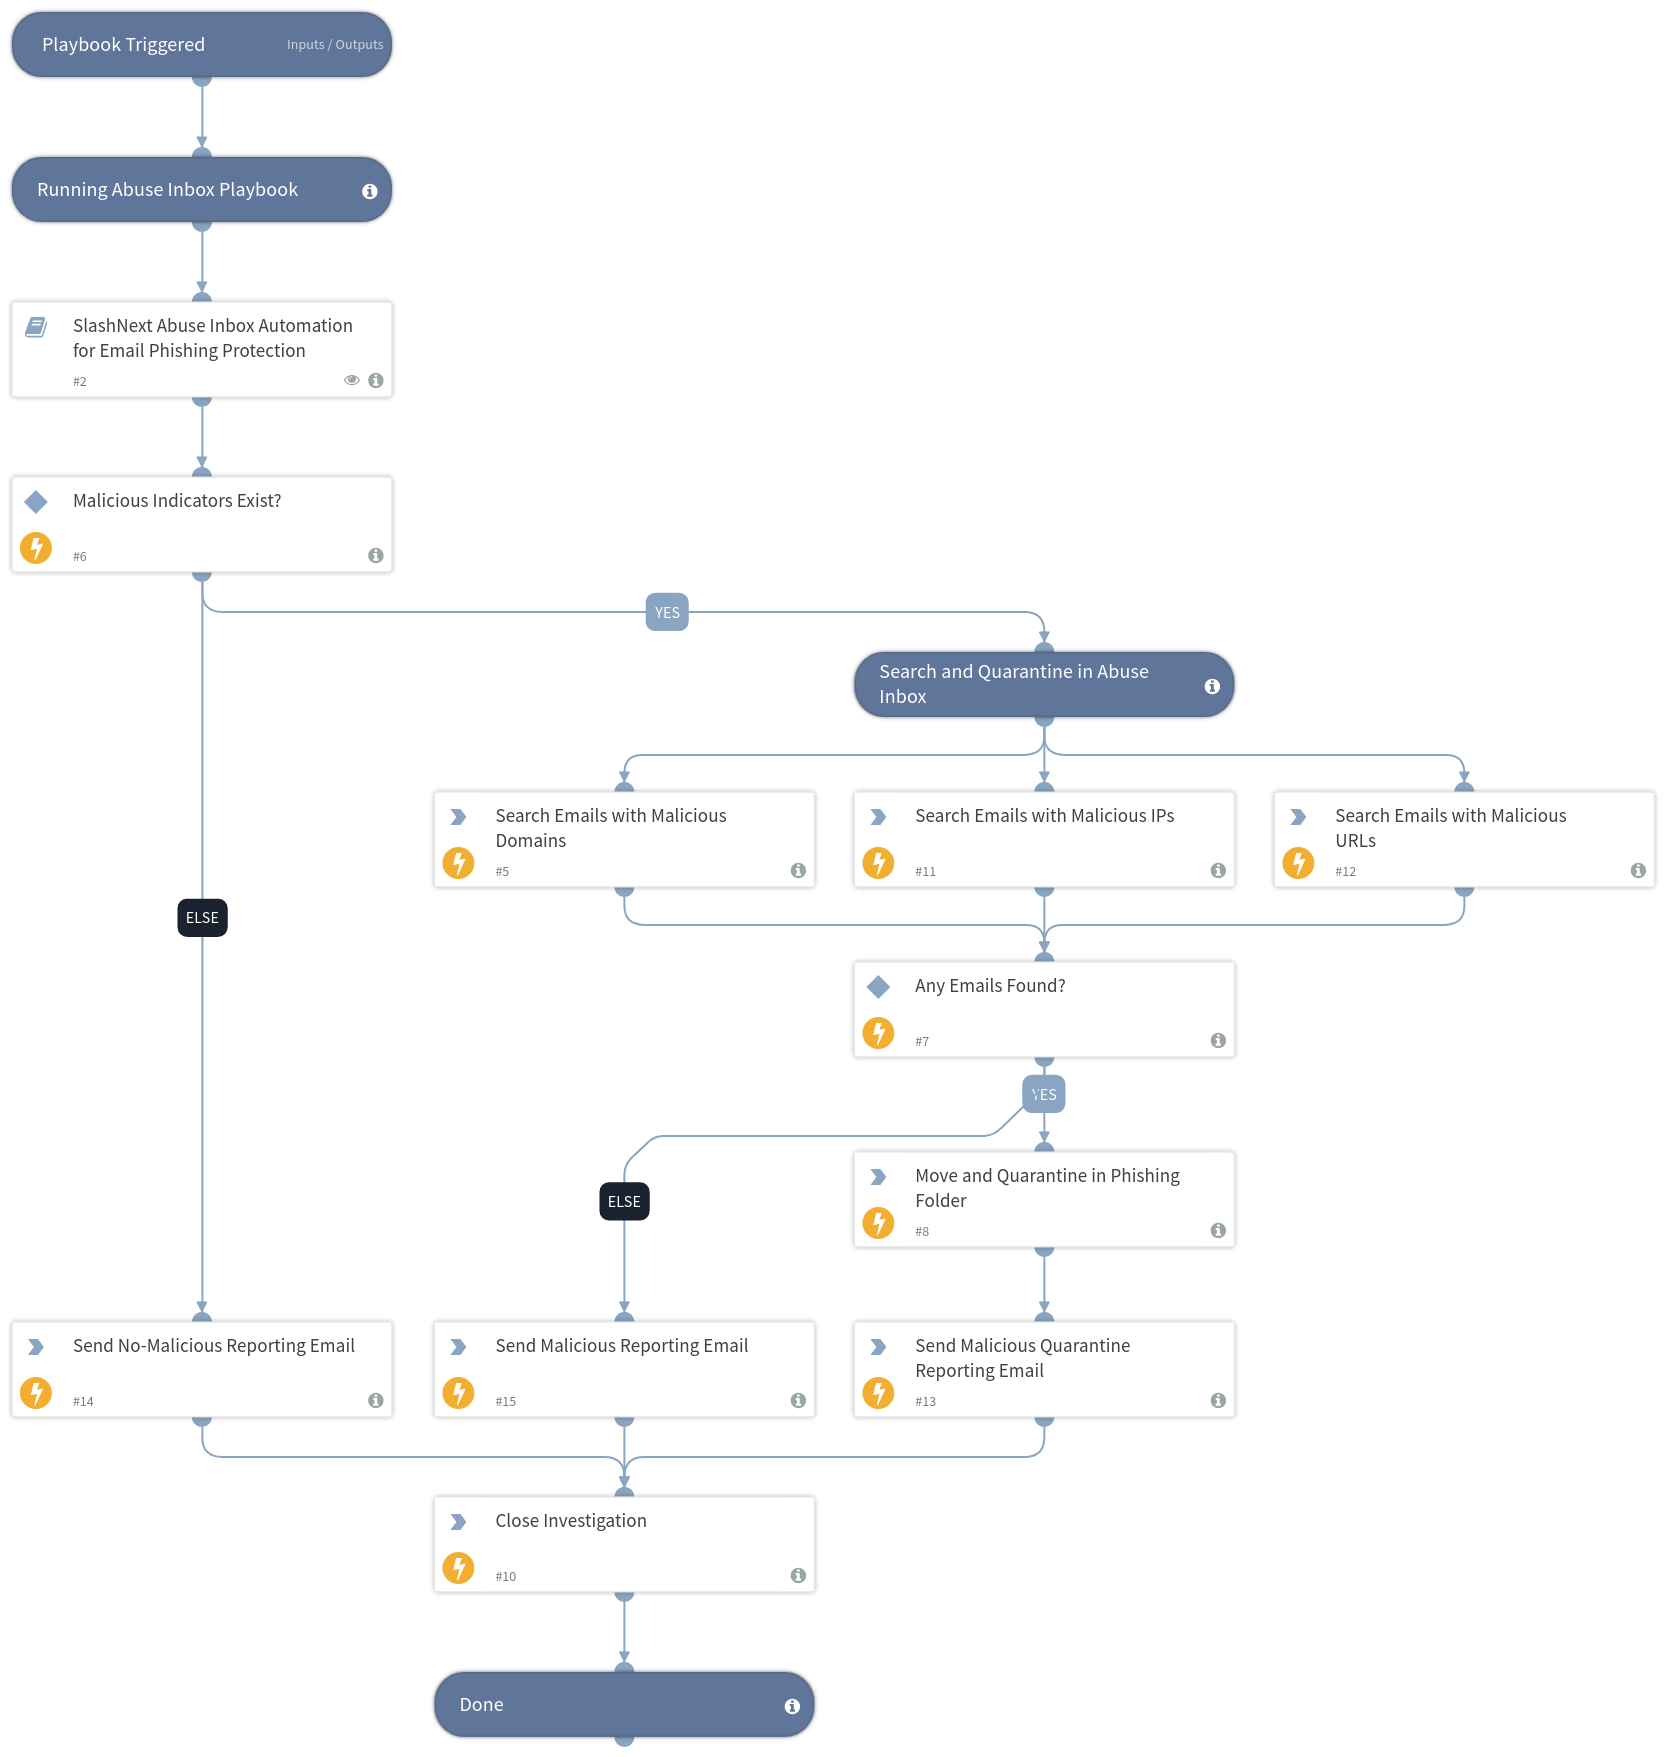 Playbook Triggered
Inputs / Outputs
Running Abuse Inbox Playbook
SlashNext Abuse Inbox Automation
for Email Phishing Protection
#2
Malicious Indicators Exist?
#6
YES
Search and Quarantine in Abuse
Inbox
Search Emails with Malicious
Domains
#5
Search Emails with Malicious IPs
#11
Search Emails with Malicious
URLs
#12
ELSE
Any Emails Found?
#7
YES
Move and Quarantine in Phishing
Folder
#8
ELSE
Send No-Malicious Reporting Email
#14
Send Malicious Reporting Email
#15
Send Malicious Quarantine
Reporting Email
#13
Close Investigation
#10
Done